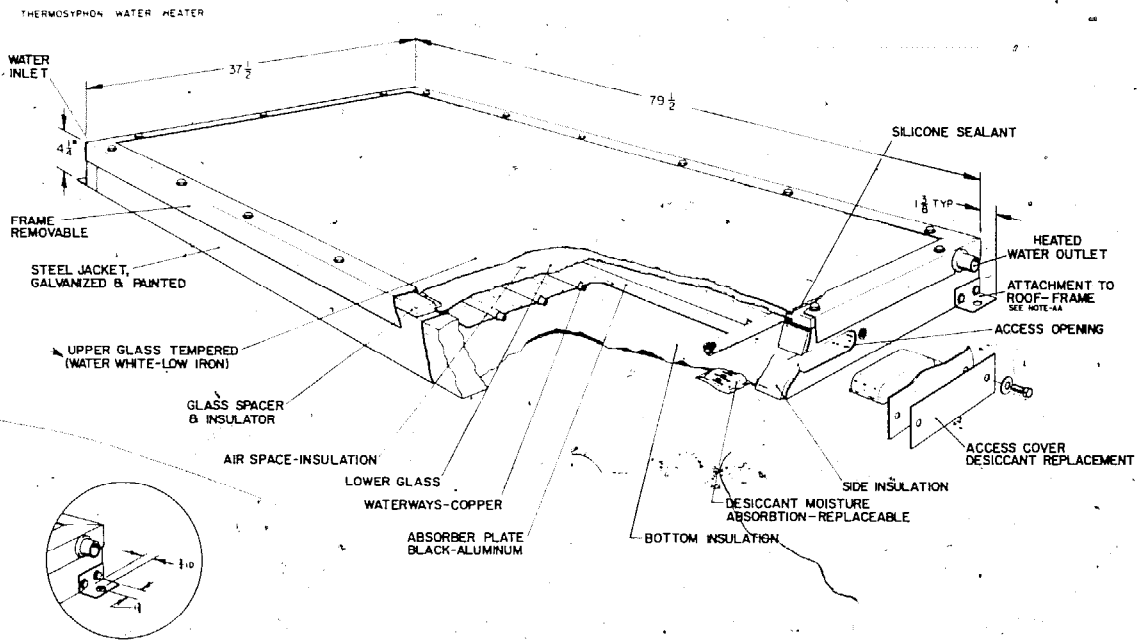 THERMOSYPHON WATER HEATER
WATER
INLET
37 1/2
79 1/2
4 1/4"
SILICONE SEALANT
1 3/8 TYP
FRAME
REMOVABLE
HEATED
WATER OUTLET
STEEL JACKET,
GALVANIZED & PAINTED
ATTACHMENT TO
ROOF-FRAME
SEE NOTE-AA
ACCESS OPENING
UPPER GLASS TEMPERED
(WATER WHITE-LOW IRON)
GLASS SPACER
& INSULATOR
AIR SPACE-INSULATION
LOWER GLASS
WATERWAYS-COPPER
ABSORBER PLATE
BLACK-ALUMINUM
ACCESS COVER
DESICCANT REPLACEMENT
SIDE INSULATION
DESICCANT MOISTURE
ABSORBTION-REPLACEABLE
BOTTOM INSULATION